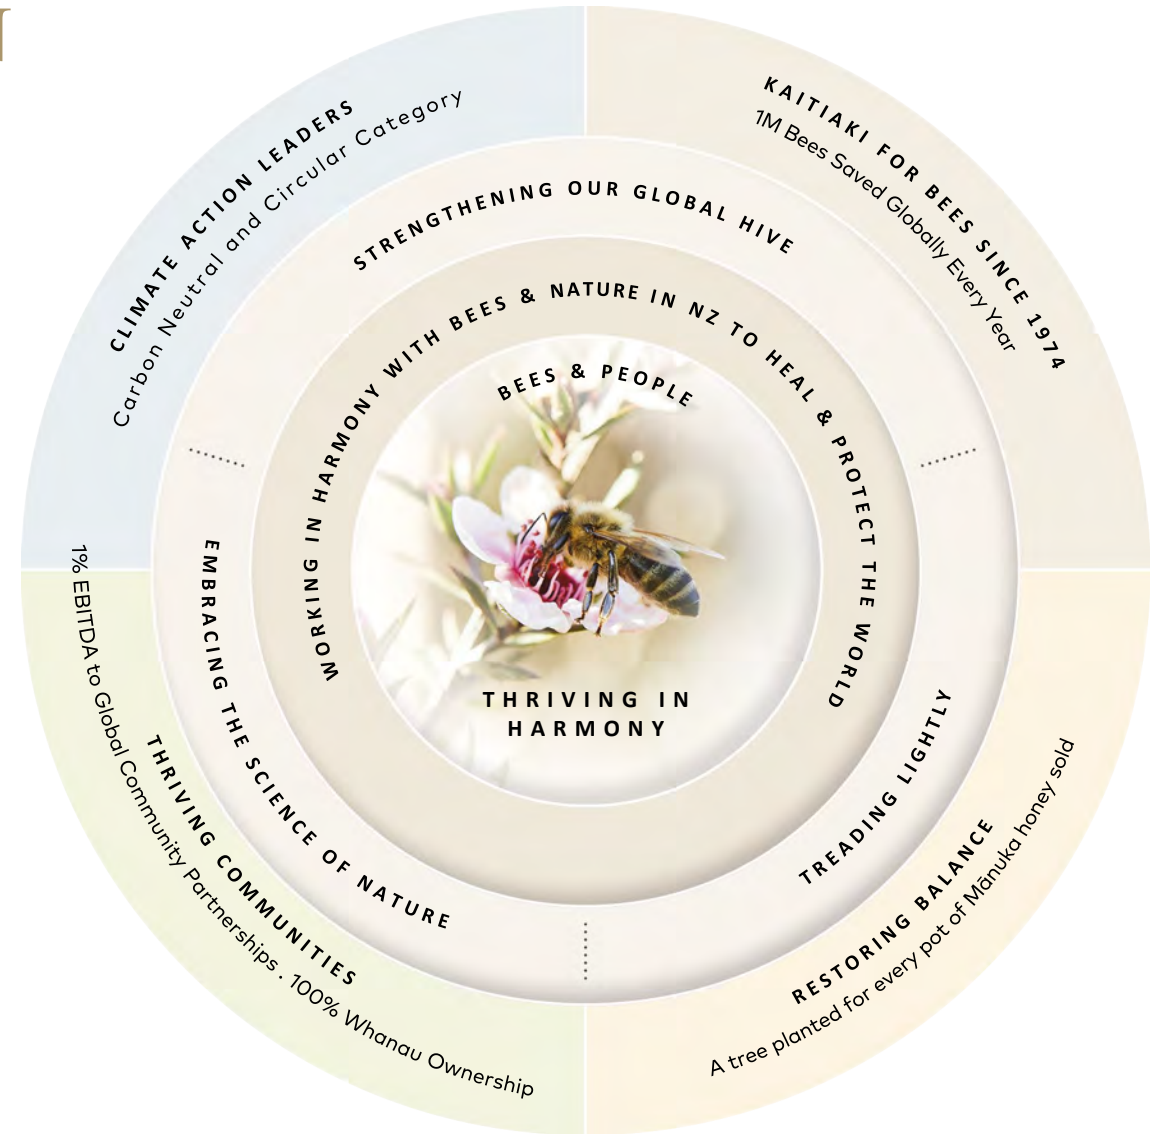 CLIMATE ACTION LEADERS
Carbon Neutral and Circular Category
KAITIAKI FOR BEES SINCE 1974
1M Bees Saved Globally Every Year
STRENGTHENING OUR GLOBAL HIVE
WORKING IN HARMONY WITH BEES & NATURE IN NZ TO HEAL & PROTECT THE WORLD
BEES & PEOPLE
THRIVING IN
HARMONY
EMBRACING THE SCIENCE OF NATURE
TREADING LIGHTLY
THRIVING COMMUNITIES
1% EBITDA to Global Community Partnerships . 100% Whanau Ownership
RESTORING BALANCE
A tree planted for every pot of Mānuka honey sold